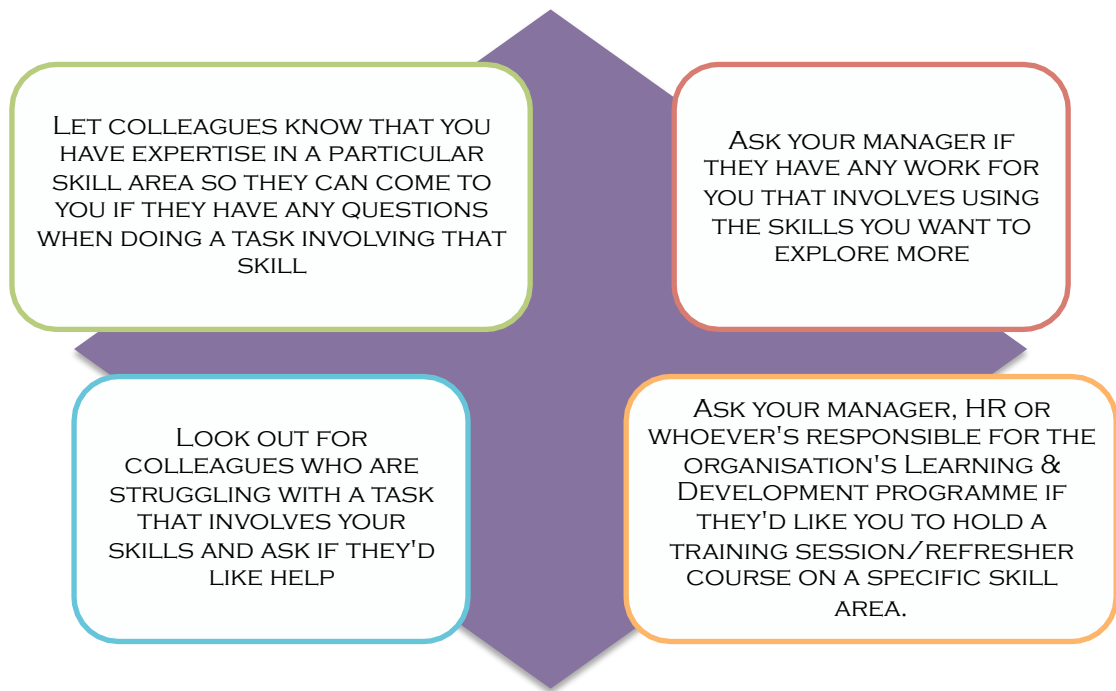 Let colleagues know that you
have expertise in a particular
skill area so they can come to
you if they have any questions
when doing a task involving that
skill
Ask your manager if
they have any work for
you that involves using
the skills you want to
explore more
Look out for
colleagues who are
struggling with a task
that involves your
skills and ask if they'd
like help
Ask your manager, HR or
whoever's responsible for the
organisation's Learning &
Development programme if
they'd like you to hold a
training session/refresher
course on a specific skill
area.